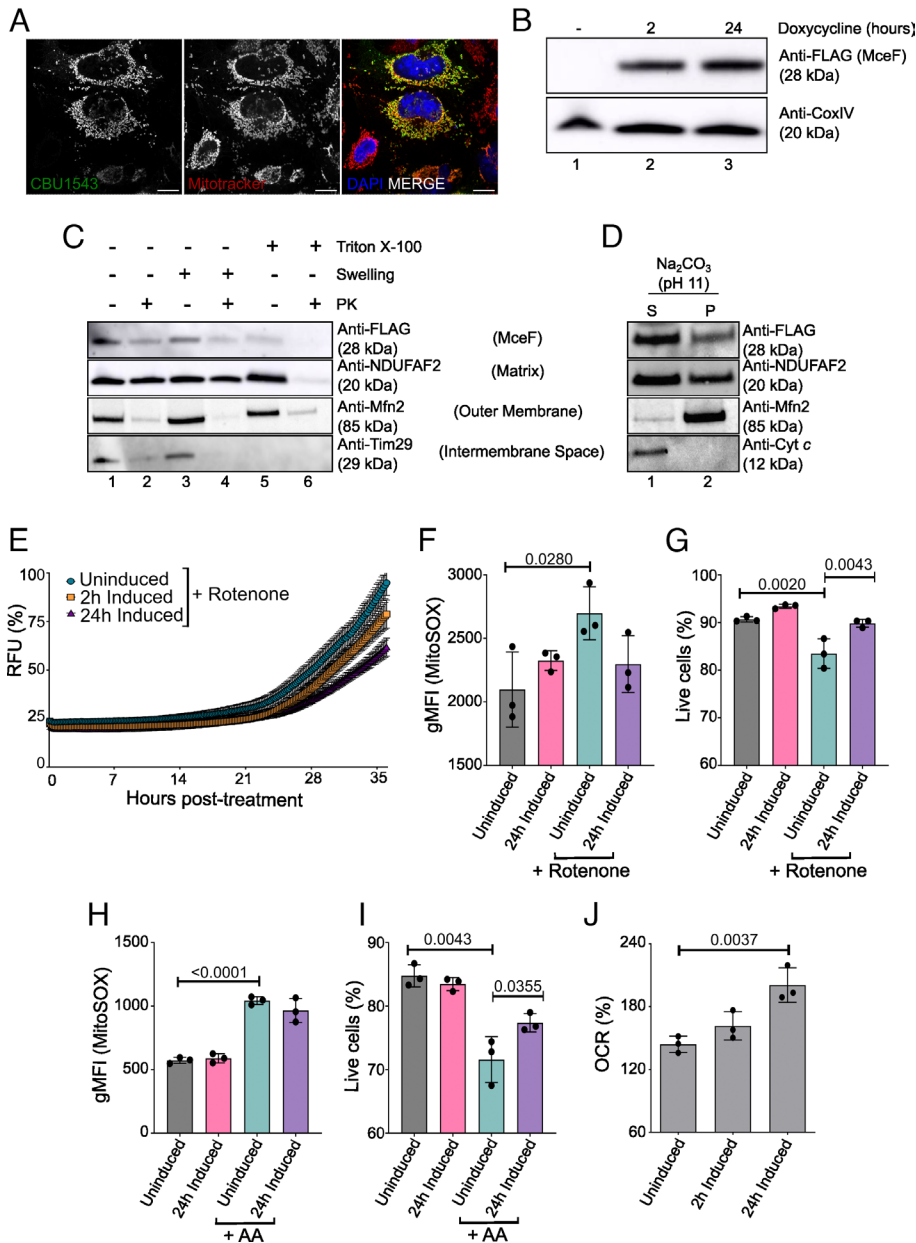 A
CBU1543
Mitotracker
DAPI MERGE
B
- 2 24 Doxycycline (hours)
Anti-FLAG (MceF)
(28 kDa)
Anti-CoxIV
(20 kDa)
1 2 3
C
- - - - + + Triton X-100
- - + + - - Swelling
- + - + - + PK
Anti-FLAG
(28 kDa)
(MceF)
Anti-NDUFAF2
(20 kDa)
(Matrix)
Anti-Mfn2
(85 kDa)
(Outer Membrane)
Anti-Tim29
(29 kDa)
(Intermembrane Space)
1 2 3 4 5 6
D
Na₂CO₃
(pH 11)
S P
Anti-FLAG
(28 kDa)
Anti-NDUFAF2
(20 kDa)
Anti-Mfn2
(85 kDa)
Anti-Cyt c
(12 kDa)
1 2
E
Uninduced
2h Induced
24h Induced
+ Rotenone
RFU (%)
100
75
50
25
0
0 7 14 21 28 35
Hours post-treatment
F
0.0280
gMFI (MitoSOX)
3000
2500
2000
1500
Uninduced
24h Induced
Uninduced
24h Induced
+ Rotenone
G
0.0020
0.0043
Live cells (%)
100
90
80
70
60
Uninduced
24h Induced
Uninduced
24h Induced
+ Rotenone
H
<0.0001
gMFI (MitoSOX)
1500
1000
500
0
Uninduced
24h Induced
Uninduced
24h Induced
+ AA
I
0.0043
0.0355
Live cells (%)
90
80
70
60
Uninduced
24h Induced
Uninduced
24h Induced
+ AA
J
0.0037
OCR (%)
240
180
120
60
Uninduced
2h Induced
24h Induced